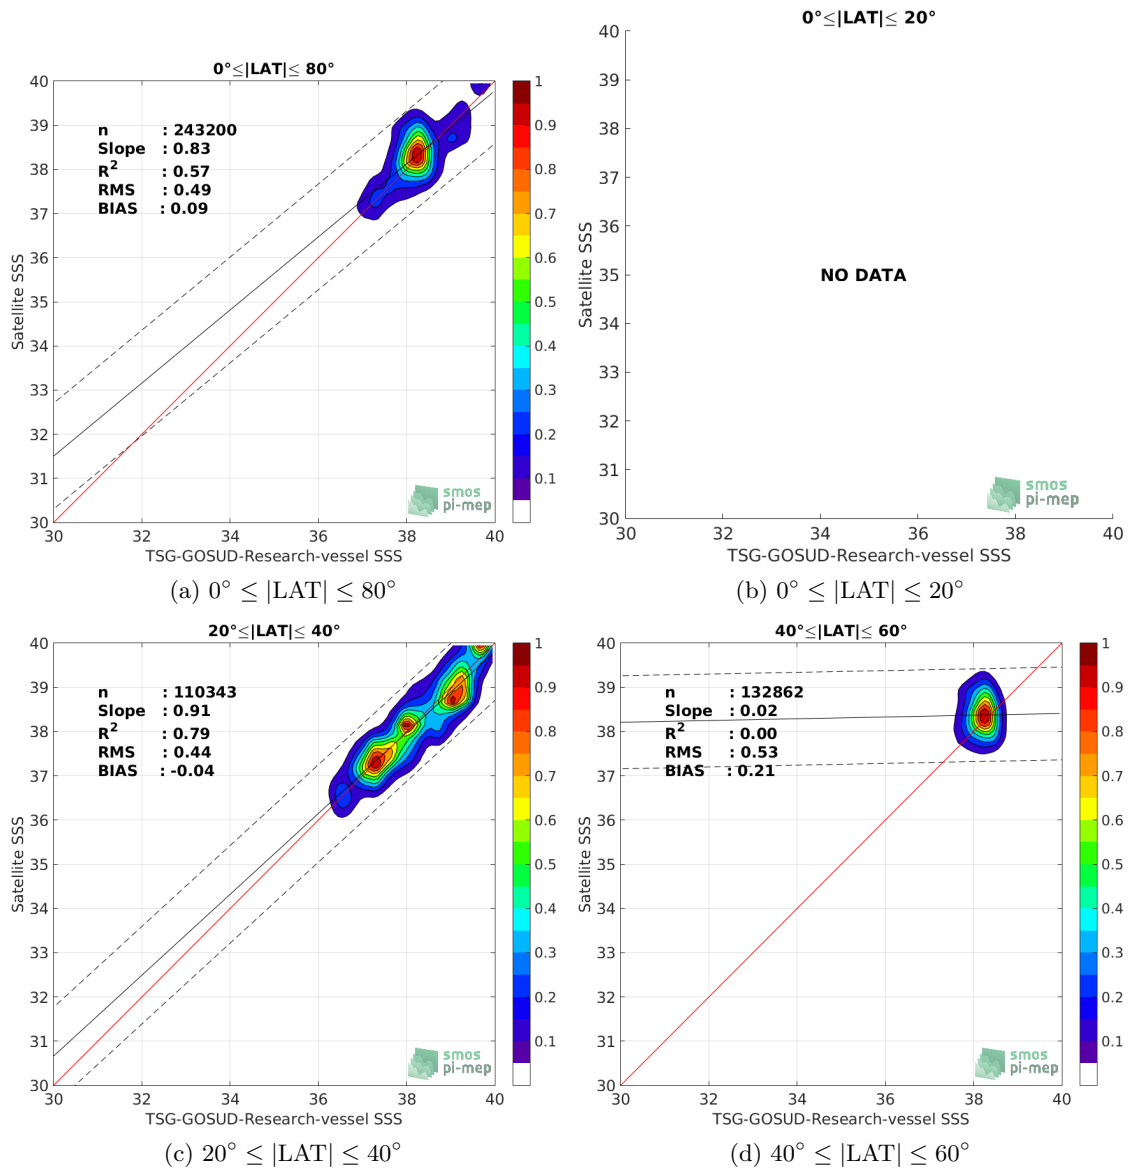 0°≤|LAT|≤ 80°
n : 243200
Slope : 0.83
R2 : 0.57
RMS : 0.49
BIAS : 0.09
40
39
38
37
36
35
34
33
32
31
30
30 32 34 36 38 40
Satellite SSS
TSG-GOSUD-Research-vessel SSS
1
0.9
0.8
0.7
0.6
0.5
0.4
0.3
0.2
0.1
smos
pi-mep
(a) 0° ≤ |LAT| ≤ 80°
0°≤|LAT|≤ 20°
40
39
38
37
36
35
34
33
32
31
30
30 32 34 36 38 40
Satellite SSS
NO DATA
TSG-GOSUD-Research-vessel SSS
smos
pi-mep
(b) 0° ≤ |LAT| ≤ 20°
20°≤|LAT|≤ 40°
n : 110343
Slope : 0.91
R2 : 0.79
RMS : 0.44
BIAS : -0.04
40
39
38
37
36
35
34
33
32
31
30
30 32 34 36 38 40
Satellite SSS
TSG-GOSUD-Research-vessel SSS
1
0.9
0.8
0.7
0.6
0.5
0.4
0.3
0.2
0.1
smos
pi-mep
(c) 20° ≤ |LAT| ≤ 40°
40°≤|LAT|≤ 60°
n : 132862
Slope : 0.02
R2 : 0.00
RMS : 0.53
BIAS : 0.21
40
39
38
37
36
35
34
33
32
31
30
30 32 34 36 38 40
Satellite SSS
TSG-GOSUD-Research-vessel SSS
1
0.9
0.8
0.7
0.6
0.5
0.4
0.3
0.2
0.1
smos
pi-mep
(d) 40° ≤ |LAT| ≤ 60°